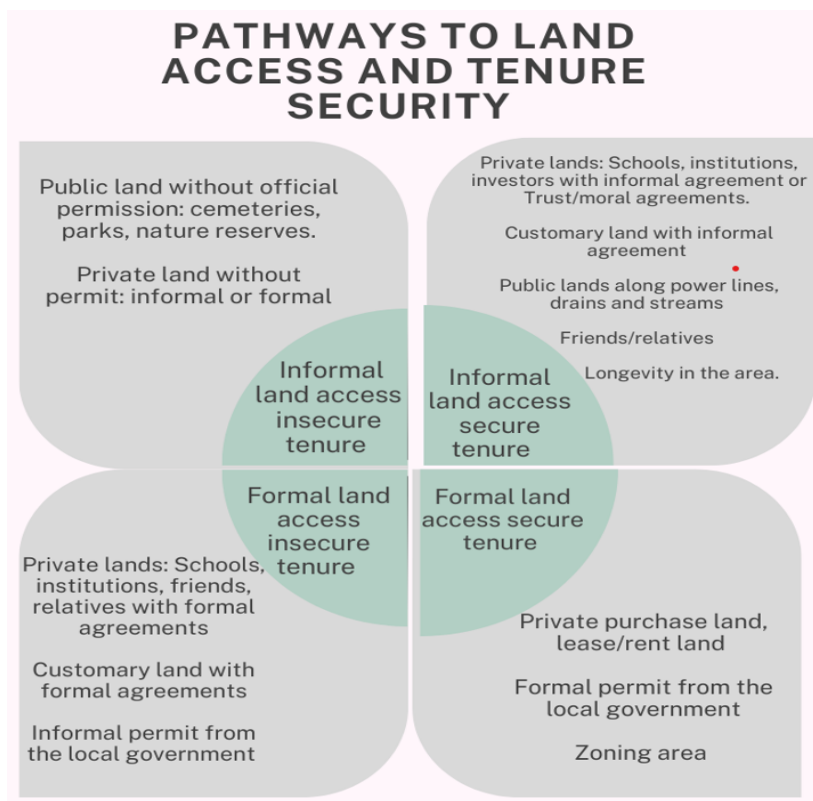 PATHWAYS TO LAND
ACCESS AND TENURE
SECURITY
Public land without official
permission: cemeteries,
parks, nature reserves.
Private land without
permit: informal or formal
Informal
land access
insecure
tenure
Private lands: Schools, institutions,
investors with informal agreement or
Trust/moral agreements.
Customary land with informal
agreement
Public lands along power lines,
drains and streams
Friends/relatives
Longevity in the area.
Informal
land access
secure
tenure
Formal land
access
insecure
tenure
Private lands: Schools,
institutions, friends,
relatives with formal
agreements
Customary land with
formal agreements
Informal permit from
the local government
Formal land
access secure
tenure
Private purchase land,
lease/rent land
Formal permit from the
local government
Zoning area